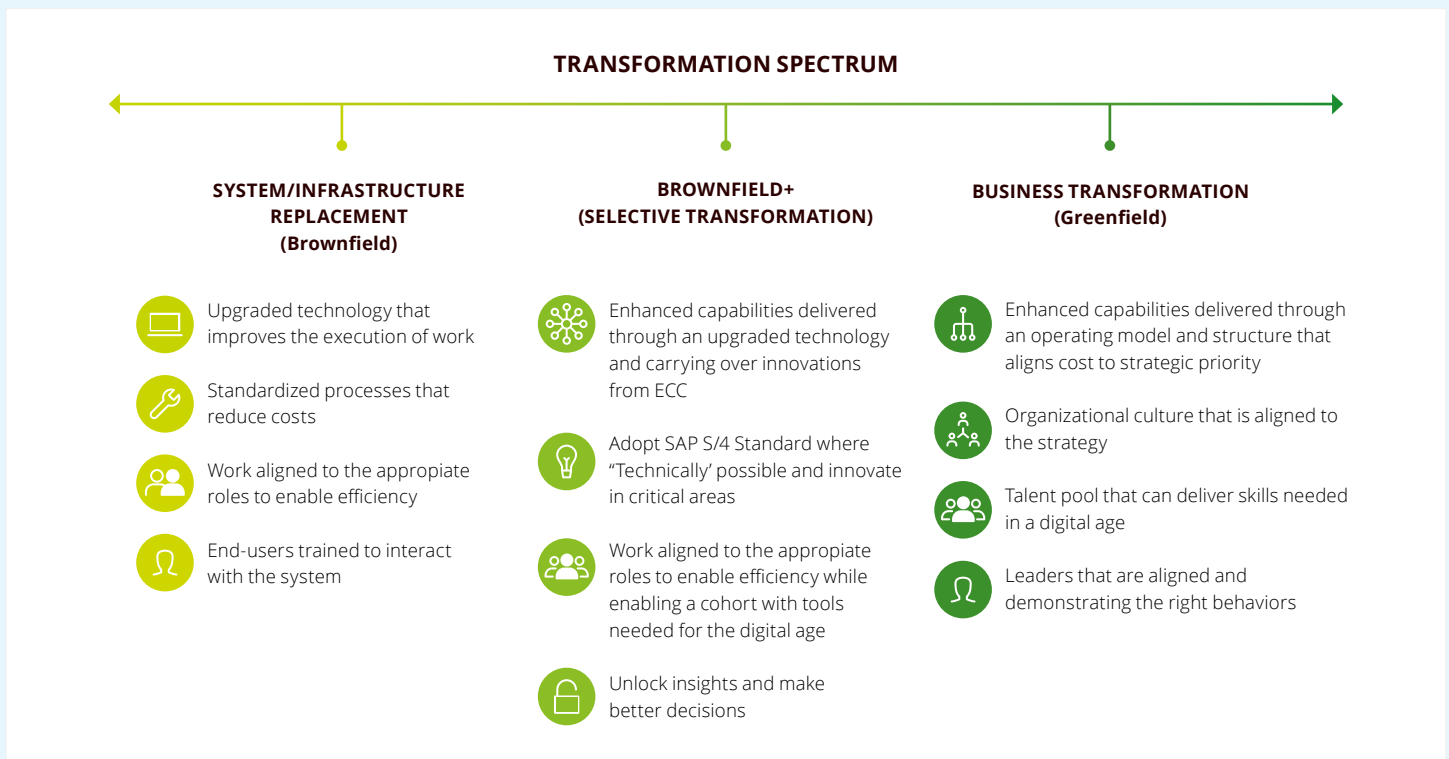 TRANSFORMATION SPECTRUM
SYSTEM/INFRASTRUCTURE
REPLACEMENT
(Brownfield)
Upgraded technology that
improves the execution of work
Standardized processes that
reduce costs
Work aligned to the appropiate
roles to enable efficiency
End-users trained to interact
with the system
BROWNFIELD+
(SELECTIVE TRANSFORMATION)
Enhanced capabilities delivered
through an upgraded technology
and carrying over innovations
from ECC
Adopt SAP S/4 Standard where
“Technically’ possible and innovate
in critical areas
Work aligned to the appropiate
roles to enable efficiency while
enabling a cohort with tools
needed for the digital age
Unlock insights and make
better decisions
BUSINESS TRANSFORMATION
(Greenfield)
Enhanced capabilities delivered through
an operating model and structure that
aligns cost to strategic priority
Organizational culture that is aligned to
the strategy
Talent pool that can deliver skills needed
in a digital age
Leaders that are aligned and
demonstrating the right behaviors